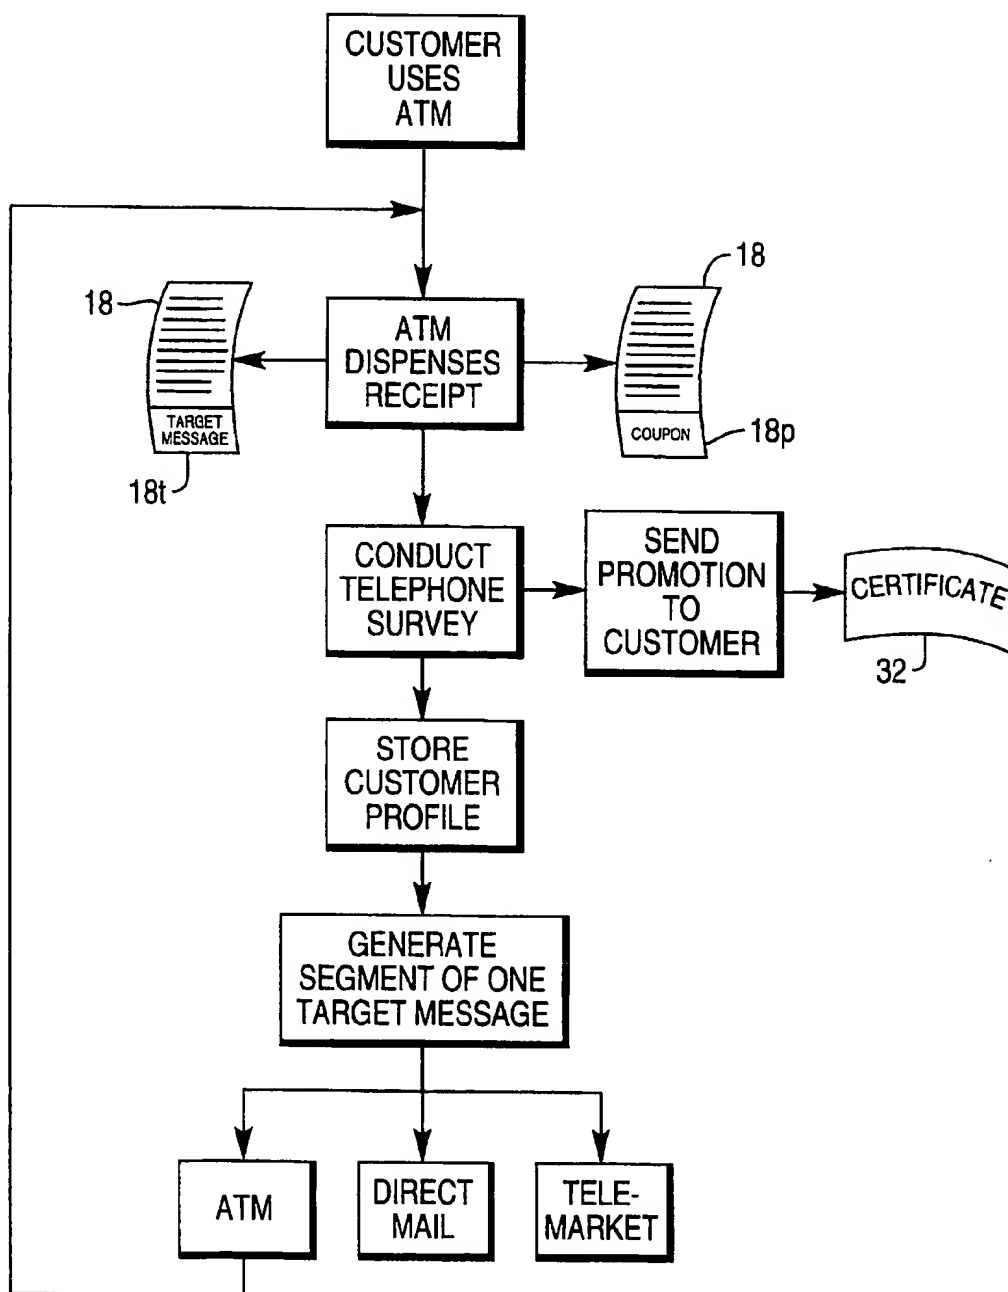 CUSTOMER
USES
ATM
18
18
ATM
DISPENSES
RECEIPT
TARGET
MESSAGE
COUPON
18t
18p
CONDUCT
TELEPHONE
SURVEY
SEND
PROMOTION
TO
CUSTOMER
CERTIFICATE
32
STORE
CUSTOMER
PROFILE
GENERATE
SEGMENT OF ONE
TARGET MESSAGE
ATM
DIRECT
MAIL
TELE-
MARKET